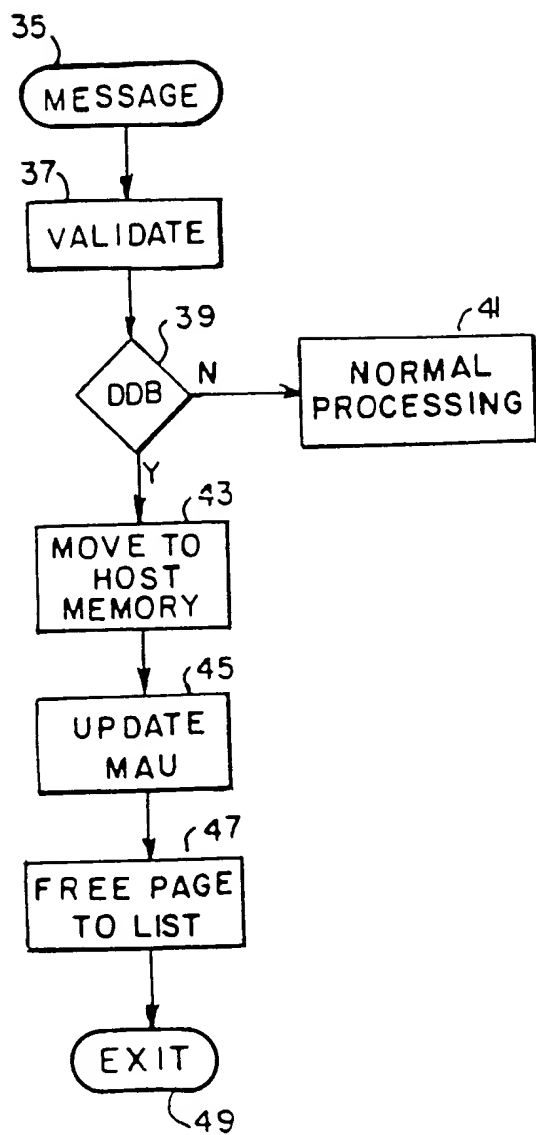 35
MESSAGE
37
VALIDATE
39
DDB
N
41
NORMAL
PROCESSING
Y
43
MOVE TO
HOST
MEMORY
45
UPDATE
MAU
47
FREE PAGE
TO LIST
EXIT
49